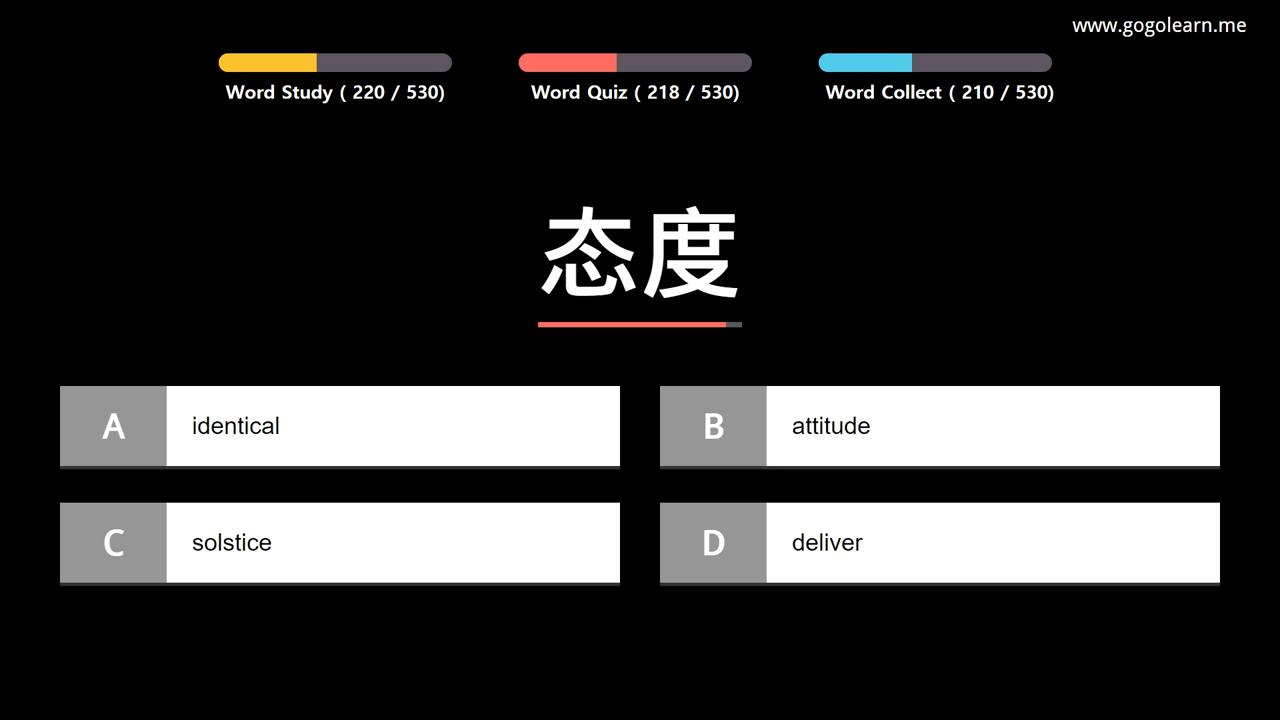 www.gogolearn.me
Word Study ( 220 / 530)
Word Quiz ( 218 / 530)
Word Collect ( 210 / 530)
态度
A identical
B attitude
C solstice
D deliver